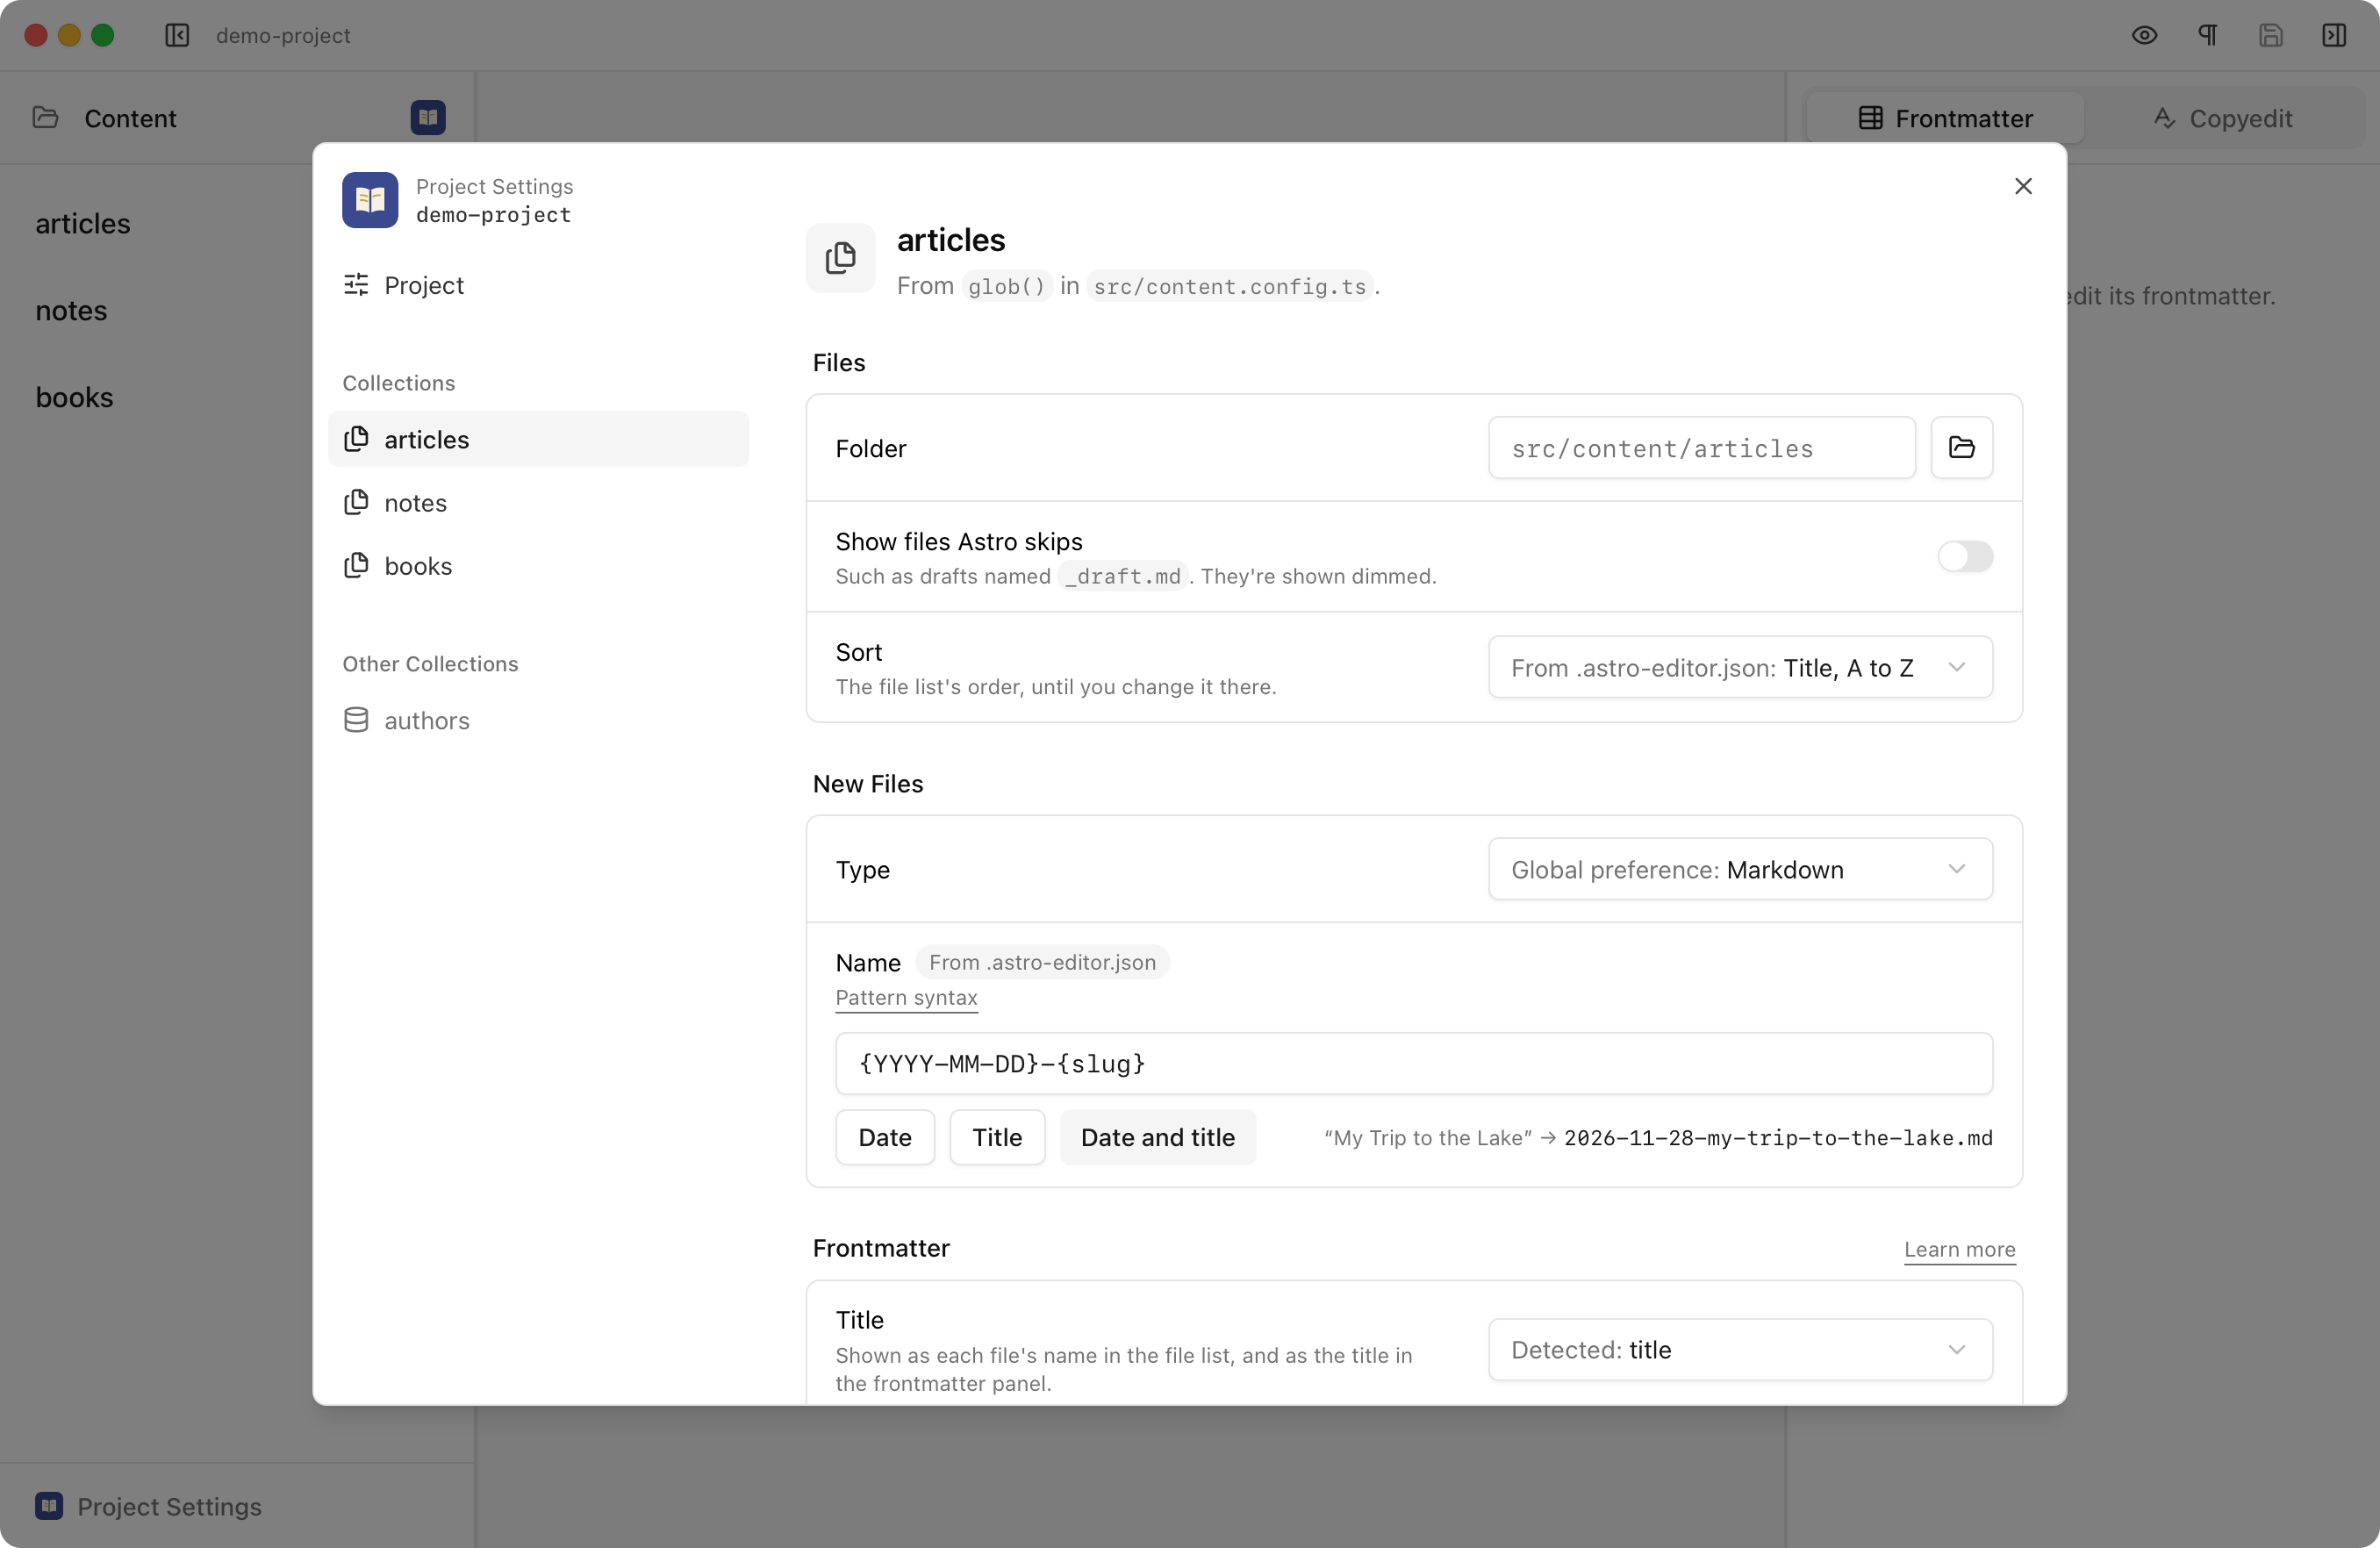 demo-project
Content
Frontmatter
Copyedit
articles
notes
books
edit its frontmatter.
Project Settings
demo-project
Project
Collections
articles
notes
books
Other Collections
authors
articles
From glob() in src/content.config.ts.
Files
Folder
src/content/articles
Show files Astro skips
Such as drafts named _draft.md. They're shown dimmed.
Sort
The file list's order, until you change it there.
From .astro-editor.json: Title, A to Z
New Files
Type
Global preference: Markdown
Name From .astro-editor.json
Pattern syntax
{YYYY-MM-DD}-{slug}
Date
Title
Date and title
“My Trip to the Lake” → 2026-11-28-my-trip-to-the-lake.md
Frontmatter
Learn more
Title
Shown as each file's name in the file list, and as the title in
the frontmatter panel.
Detected: title
Project Settings